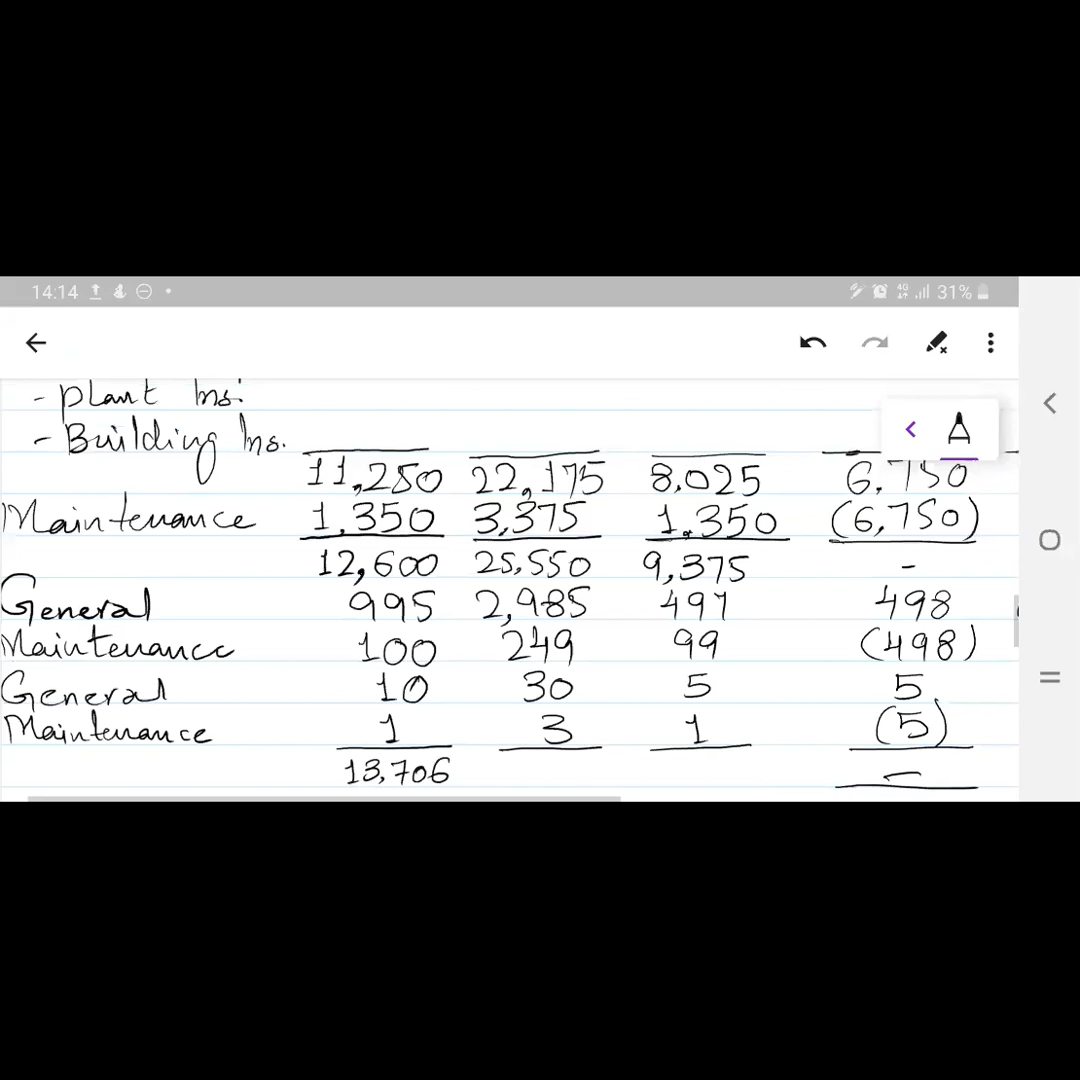 14:14 31%
- Plant Ins.
- Building Ins.
11,250 22,175 8,025 6,750
Maintenance 1,350 3,375 1,350 (6,750)
12,600 25,550 9,375 -
General 995 2,985 497 498
Maintenance 100 249 99 (498)
General 10 30 5 5
Maintenance 1 3 1 (5)
13,706 -